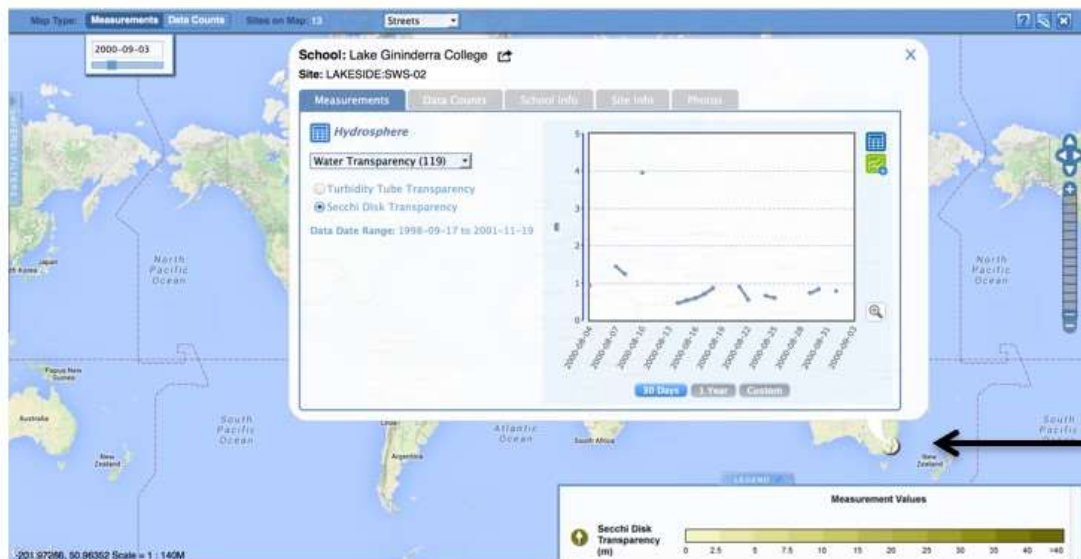 Map Type: Measurements Data Counts Sites on Map: 13 Streets
2000-09-03
School: Lake Gininderra College
Site: LAKESIDE:SWS-02
Measurements Data Counts School Info Site Info Photos
Hydrosphere
Water Transparency (119)
Turbidity Tube Transparency
Secchi Disk Transparency
Data Date Range: 1998-09-17 to 2001-11-19
5
4
3
2
1
0
m
2000-08-04 2000-08-07 2000-08-10 2000-08-13 2000-08-16 2000-08-19 2000-08-22 2000-08-25 2000-08-28 2000-08-31 2000-09-03
30 Days 1 Year Custom
Japan
North
Pacific
Ocean
North
Pacific
Ocean
Papua New
Guinea
Australia
New
Zealand
South
Pacific
Ocean
Argentina
Atlantic
Ocean
South Africa
New
Zealand
South
Pacific
LEGEND
Measurement Values
Secchi Disk
Transparency
(m)
0 2.5 5 7.5 10 15 20 25 30 35 40 >40
-201.97266, 50.96352 Scale = 1 : 140M